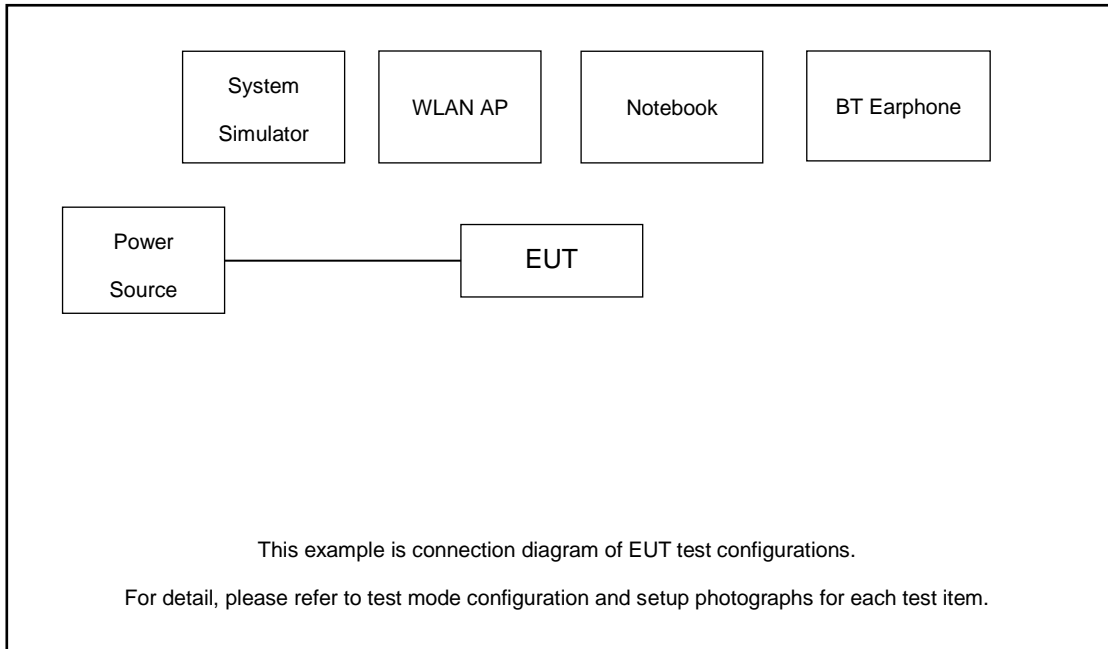 System
Simulator
WLAN AP
Notebook
BT Earphone
Power
Source
EUT
This example is connection diagram of EUT test configurations.
For detail, please refer to test mode configuration and setup photographs for each test item.